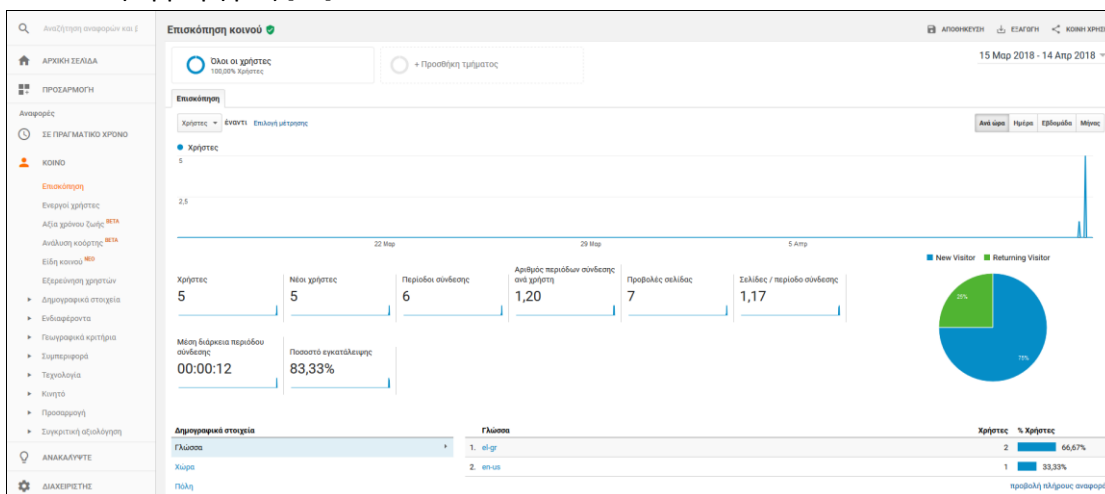 Αναζήτηση αναφορών και β
Επισκόπηση κοινού
ΑΠΟΘΗΚΕΥΣΗ
ΕΞΑΓΩΓΗ
ΚΟΙΝΗ ΧΡΗΣΗ
ΑΡΧΙΚΗ ΣΕΛΙΔΑ
ΠΡΟΣΑΡΜΟΓΗ
Αναφορές
ΣΕ ΠΡΑΓΜΑΤΙΚΟ ΧΡΟΝΟ
ΚΟΙΝΟ
Επισκόπηση
Ενεργοί χρήστες
Αξία χρόνου ζωής BETA
Ανάλυση κοόρτης BETA
Είδη κοινού ΝΕΟ
Εξερεύνηση χρηστών
Δημογραφικά στοιχεία
Ενδιαφέροντα
Γεωγραφικά κριτήρια
Συμπεριφορά
Τεχνολογία
Κινητό
Προσαρμογή
Συγκριτική αξιολόγηση
ΑΝΑΚΑΛΥΨΤΕ
ΔΙΑΧΕΙΡΙΣΤΗΣ
Όλοι οι χρήστες
100,00% Χρήστες
+ Προσθήκη τμήματος
15 Μαρ 2018 - 14 Απρ 2018
Επισκόπηση
Χρήστες έναντι Επιλογή μέτρησης
Ανά ώρα Ημέρα Εβδομάδα Μήνας
Χρήστες
5
2,5
22 Μαρ 29 Μαρ 5 Απρ
New Visitor Returning Visitor
25%
75%
Χρήστες
5
Νέοι χρήστες
5
Περίοδοι σύνδεσης
6
Αριθμός περιόδων σύνδεσης
ανά χρήστη
1,20
Προβολές σελίδας
7
Σελίδες / περίοδο σύνδεσης
1,17
Μέση διάρκεια περιόδου
σύνδεσης
00:00:12
Ποσοστό εγκατάλειψης
83,33%
Δημογραφικά στοιχεία
Γλώσσα
Χώρα
Πόλη
Γλώσσα Χρήστες % Χρήστες
1. el-gr 2 66,67%
2. en-us 1 33,33%
προβολή πλήρους αναφορά